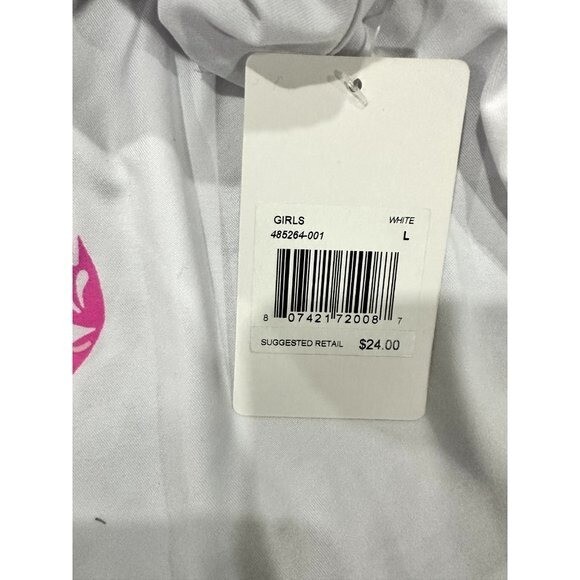 GIRLS WHITE
485264-001 L
8 07421 72008 7
SUGGESTED RETAIL $24.00